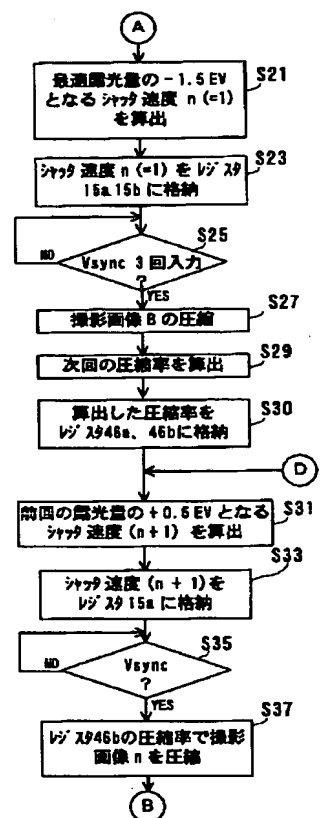 A
S21
最適露光量の－1.5EV
となるシャッタ速度 n (=1)
を算出
S23
シャッタ速度 n (=1) をレジスタ
15a.15bに格納
S25
NO
Vsync 3回入力
?
YES
S27
撮影画像Bの圧縮
S29
次回の圧縮率を算出
S30
算出した圧縮率を
レジスタ46a、46bに格納
D
S31
前回の露光量の＋0.5EVとなる
シャッタ速度 (n+1) を算出
S33
シャッタ速度 (n + 1)を
レジスタ15aに格納
S35
NO
Vsync
?
YES
S37
レジスタ46bの圧縮率で撮影
画像nを圧縮
B